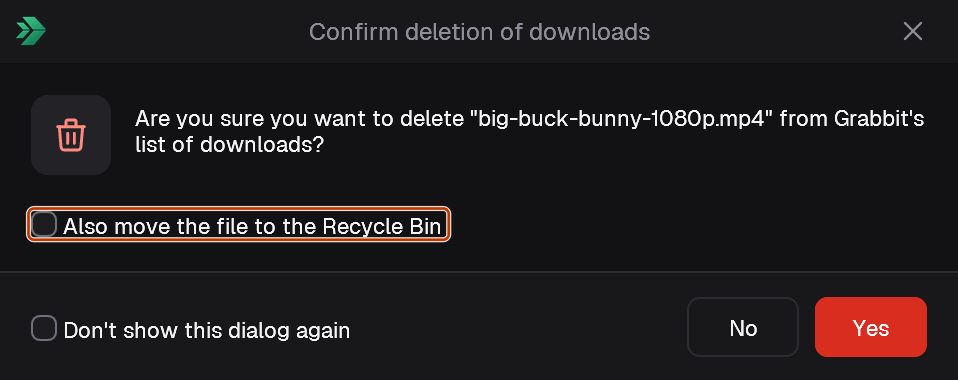 Confirm deletion of downloads
Are you sure you want to delete "big-buck-bunny-1080p.mp4" from Grabbit's
list of downloads?
Also move the file to the Recycle Bin
Don't show this dialog again
No
Yes